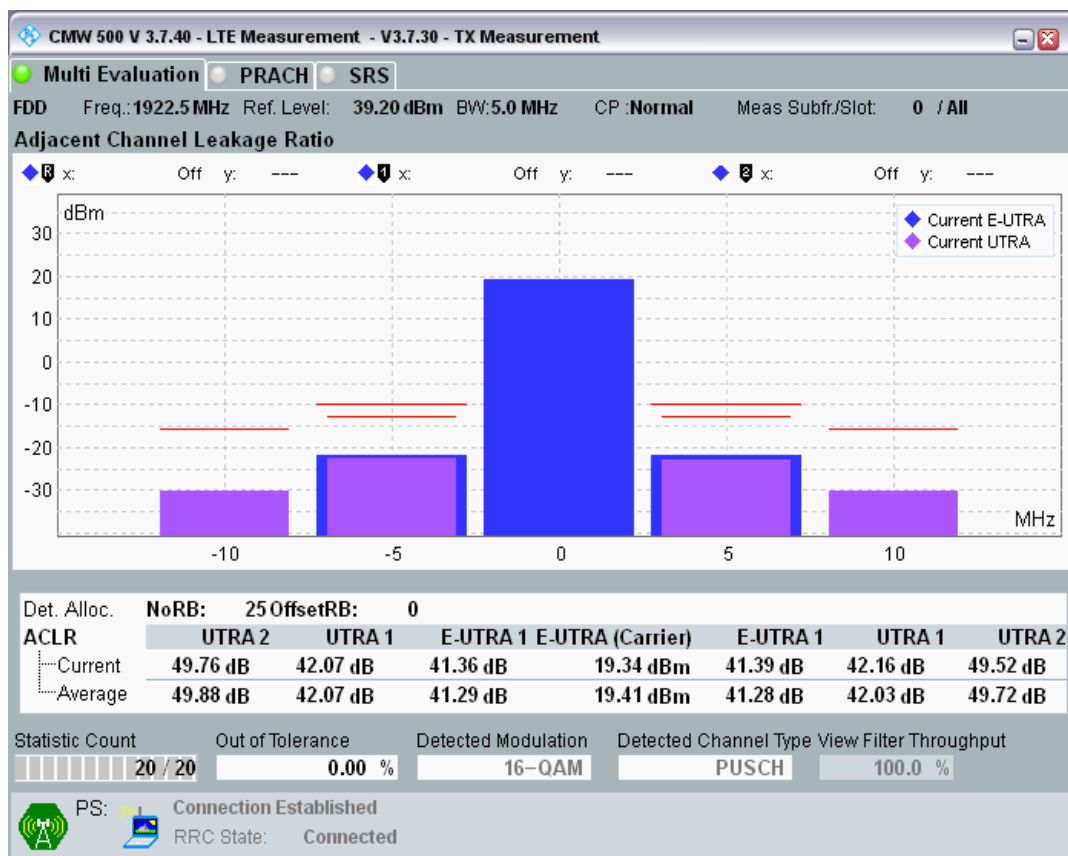 CMW 500 V 3.7.40 - LTE Measurement - V3.7.30 - TX Measurement
Multi Evaluation PRACH SRS
FDD Freq.: 1922.5 MHz Ref. Level: 39.20 dBm BW: 5.0 MHz CP : Normal Meas Subfr./Slot: 0 / All
Adjacent Channel Leakage Ratio
R x: Off y: --- 1 x: Off y: --- 2 x: Off y: ---
dBm
Current E-UTRA
Current UTRA
30
20
10
0
-10
-20
-30
MHz
-10 -5 0 5 10
Det. Alloc. NoRB: 25 OffsetRB: 0
ACLR UTRA 2 UTRA 1 E-UTRA 1 E-UTRA (Carrier) E-UTRA 1 UTRA 1 UTRA 2
Current 49.76 dB 42.07 dB 41.36 dB 19.34 dBm 41.39 dB 42.16 dB 49.52 dB
Average 49.88 dB 42.07 dB 41.29 dB 19.41 dBm 41.28 dB 42.03 dB 49.72 dB
Statistic Count Out of Tolerance Detected Modulation Detected Channel Type View Filter Throughput
20 / 20 0.00 % 16-QAM PUSCH 100.0 %
PS: Connection Established
RRC State: Connected